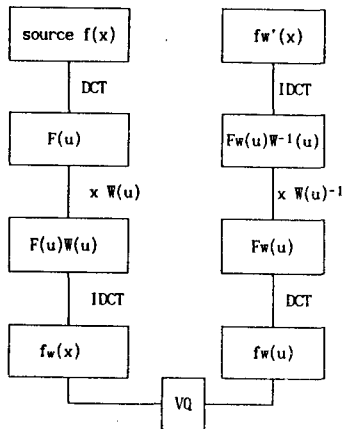 source f(x)
DCT
F(u)
x W(u)
F(u)W(u)
IDCT
fw(x)
VQ
fw'(x)
IDCT
Fw(u)W⁻¹(u)
x W(u)⁻¹
Fw(u)
DCT
fw(u)